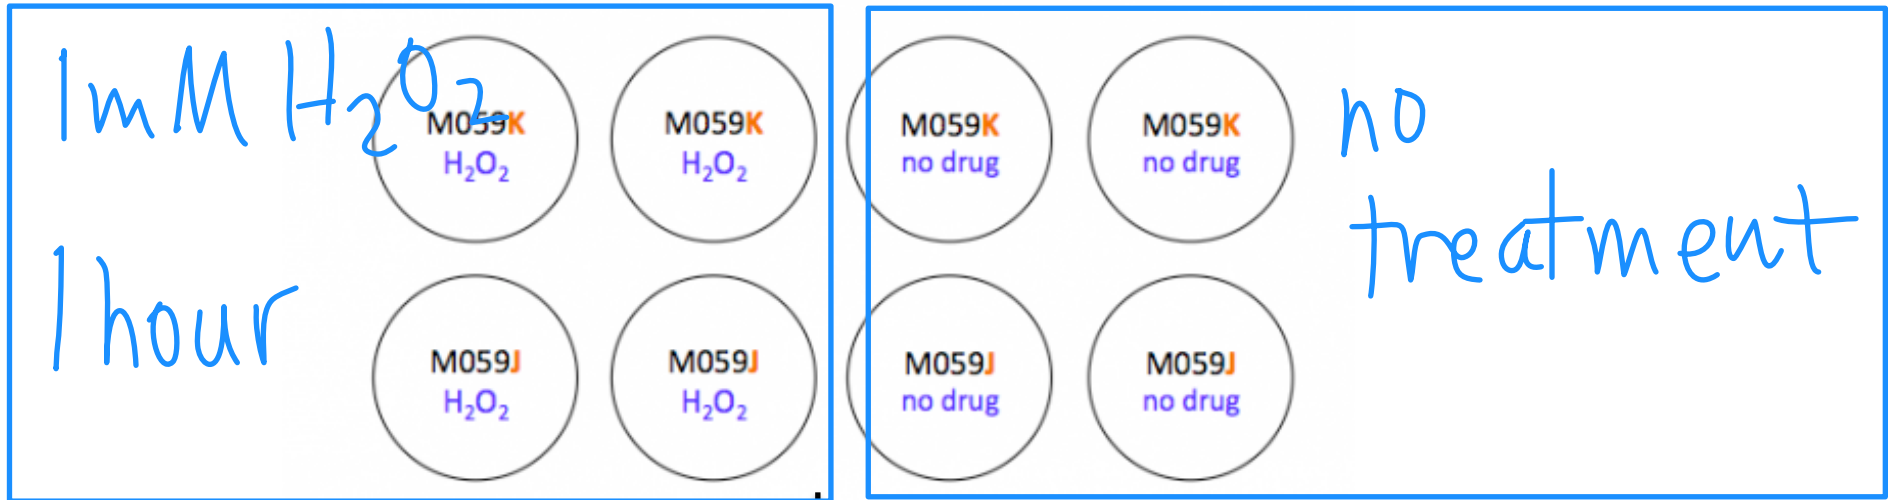 1mM H₂O₂
M059K
H₂O₂
M059K
H₂O₂
1 hour
M059J
H₂O₂
M059J
H₂O₂
M059K
no drug
M059K
no drug
no
treatment
M059J
no drug
M059J
no drug